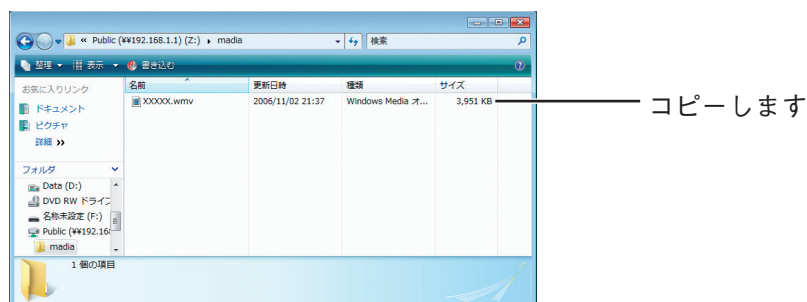 « Public (¥¥192.168.1.1) (Z:) ▸ madia
検索
整理 表示 書き込む
お気に入りリンク
ドキュメント
ピクチャ
詳細 »
フォルダ
Data (D:)
DVD RW ドライブ
名称未設定 (F:)
Public (¥¥192.16
madia
名前 更新日時 種類 サイズ
XXXXX.wmv 2006/11/02 21:37 Windows Media オ... 3,951 KB
コピーします
1 個の項目